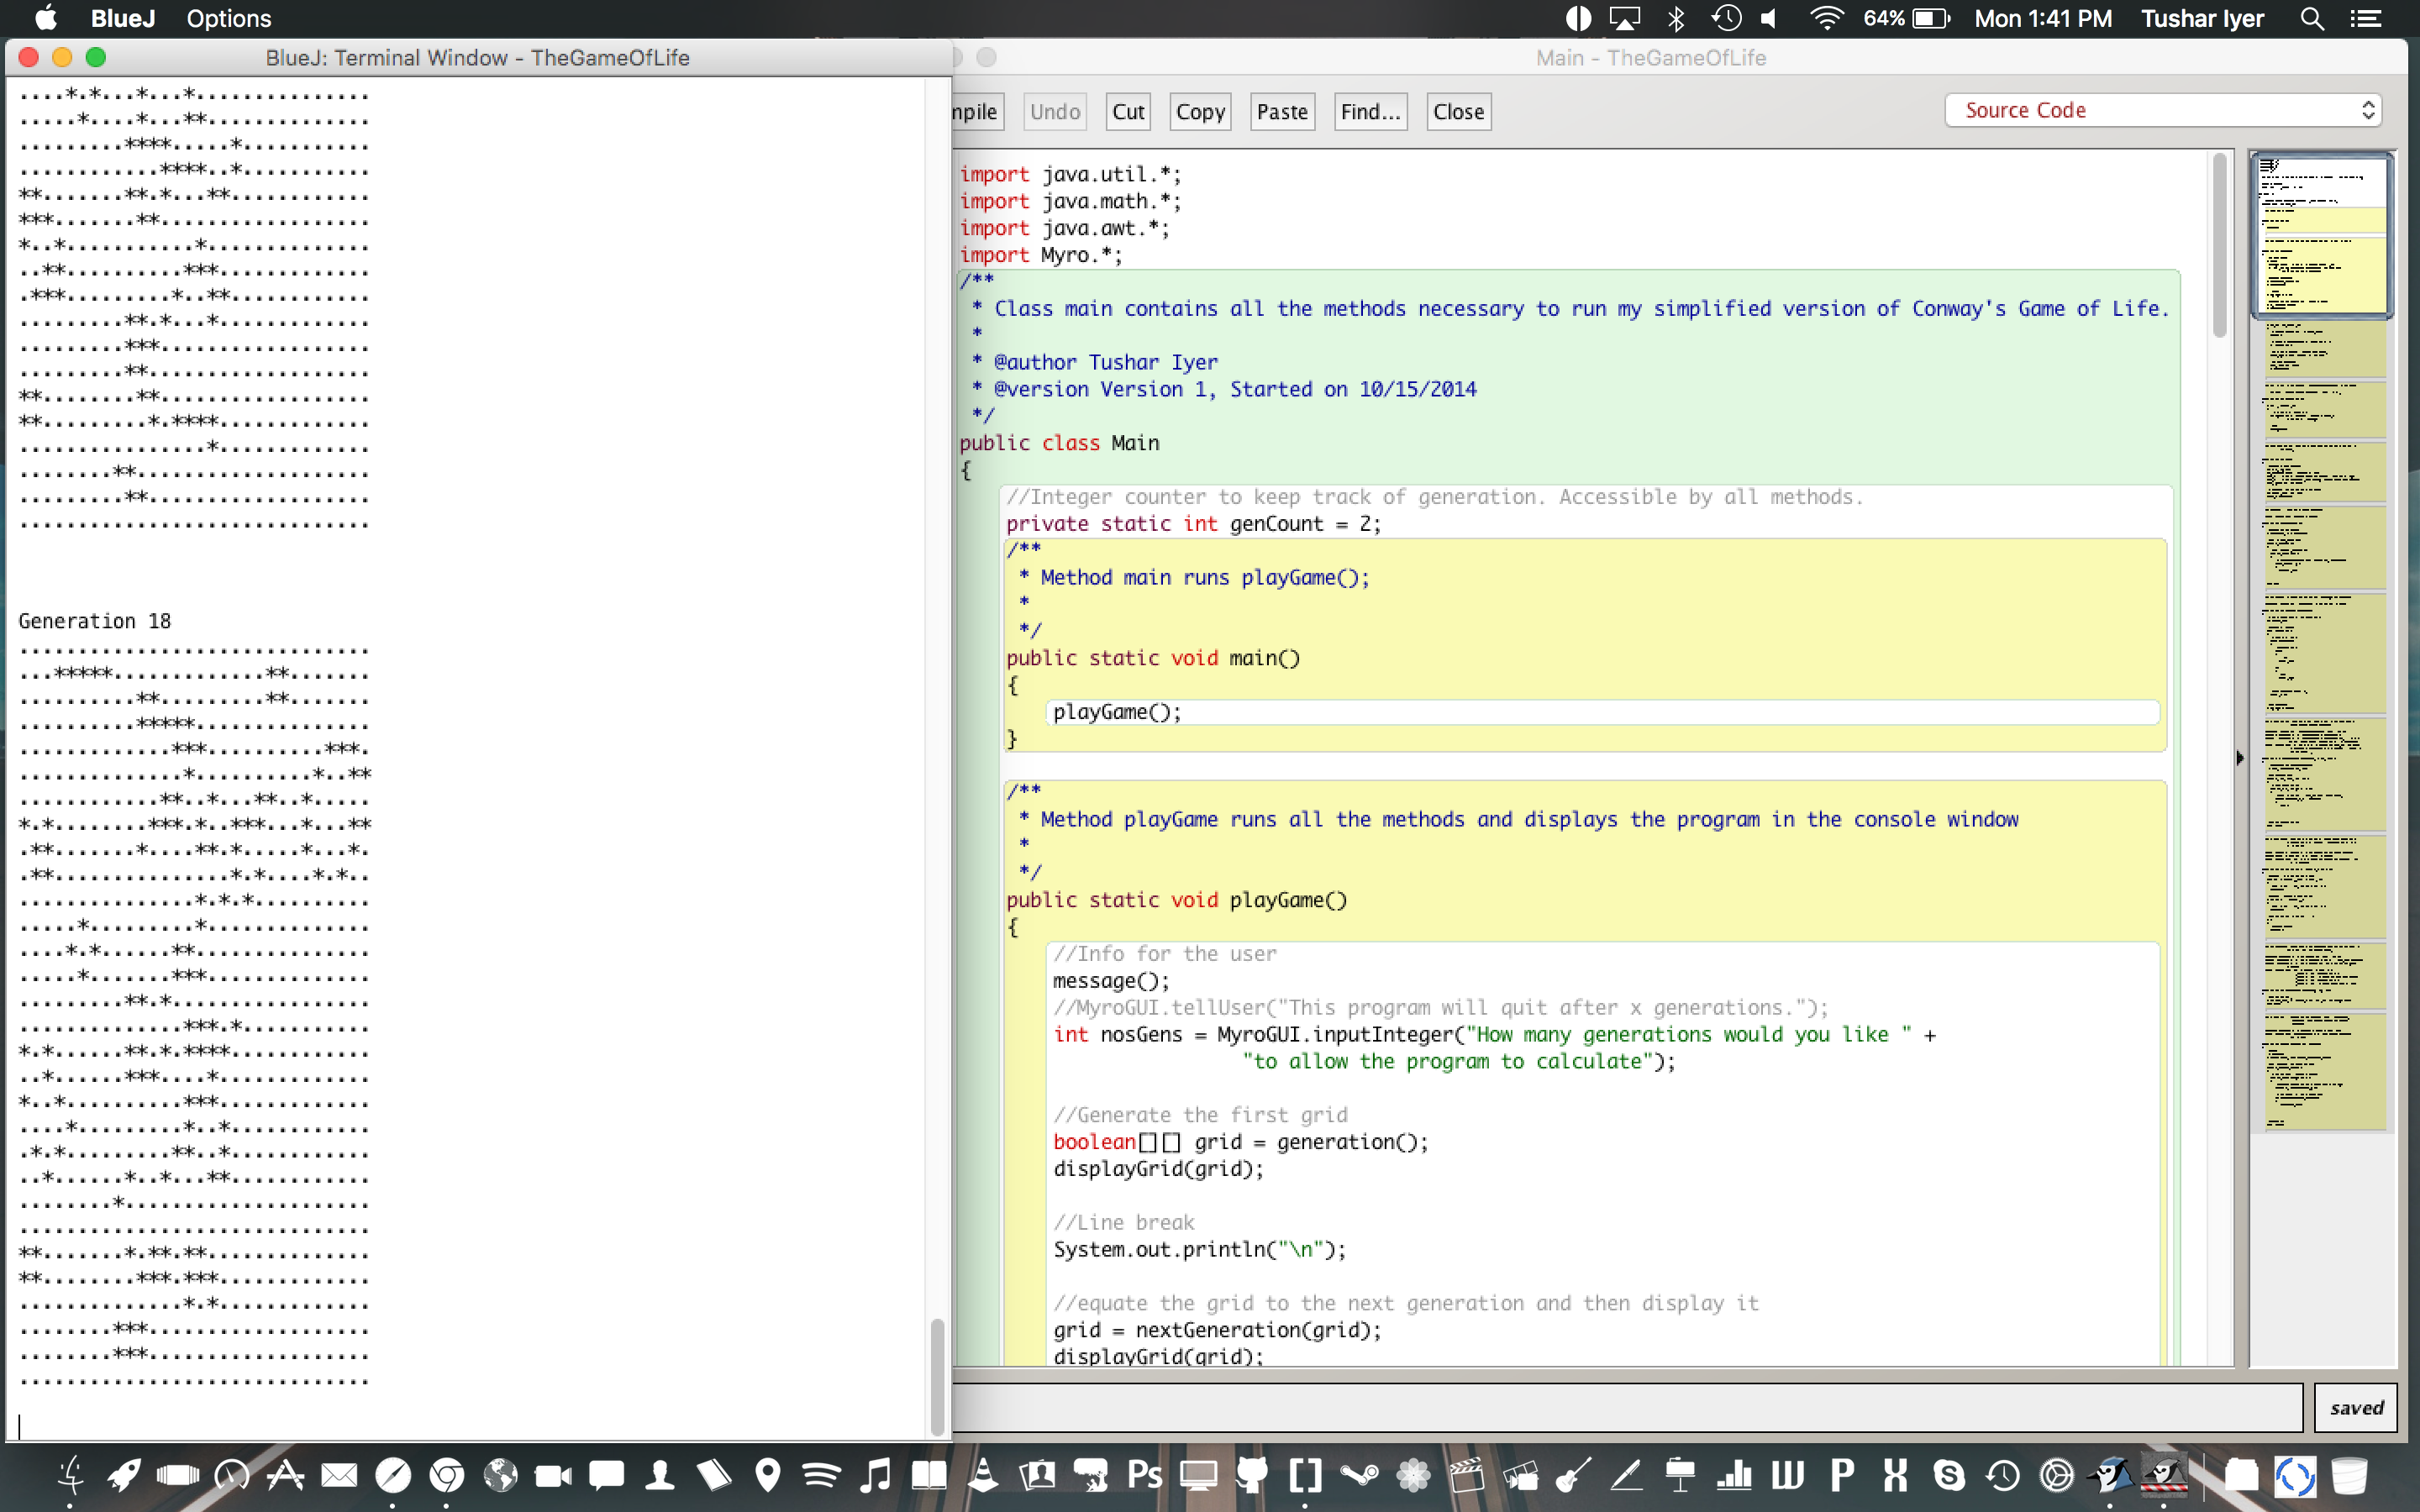 BlueJ Options 64% Mon 1:41 PM Tushar Iyer
BlueJ: Terminal Window - TheGameOfLife
....*.*...*...*...............
.....*....*...**..............
.........****.....*...........
............****..*...........
**.......**.*...**............
***.......**..................
*..*...........*..............
..**..........***.............
.***.........*..**............
.........**.*...*.............
.........***..................
.........**...................
**........**..................
**.........*.****.............
................*.............
........**....................
.........**...................
..............................
Generation 18
..............................
...*****.............**.......
..........**.........**.......
..........*****...............
.............***..........***.
..............*..........*..**
............**..*...**..*.....
*.*........***.*..***...*...**
.**.......*....**.*.....*...*.
.**...............*.*....*.*..
...............*.*.*..........
.....*.........*..............
....*.*......**...............
.....*.......***..............
.........**.*.................
..............***.*...........
*.*......**.*.****............
..*......***....*.............
*..*..........***.............
....*.........*..*............
.*.*.........**..*............
..*......*..*...**............
........*.....................
..............................
**.......*.**.**..............
**........***.***.............
..............*.*.............
........***...................
........***...................
..............................
Main - TheGameOfLife
mpile Undo Cut Copy Paste Find... Close Source Code
import java.util.*;
import java.math.*;
import java.awt.*;
import Myro.*;
/**
* Class main contains all the methods necessary to run my simplified version of Conway's Game of Life.
*
* @author Tushar Iyer
* @version Version 1, Started on 10/15/2014
*/
public class Main
{
//Integer counter to keep track of generation. Accessible by all methods.
private static int genCount = 2;
/**
* Method main runs playGame();
*
*/
public static void main()
{
playGame();
}
/**
* Method playGame runs all the methods and displays the program in the console window
*
*/
public static void playGame()
{
//Info for the user
message();
//MyroGUI.tellUser("This program will quit after x generations.");
int nosGens = MyroGUI.inputInteger("How many generations would you like " +
"to allow the program to calculate");
//Generate the first grid
boolean[][] grid = generation();
displayGrid(grid);
//Line break
System.out.println("\n");
//equate the grid to the next generation and then display it
grid = nextGeneration(grid);
displayGrid(grid);
saved
Ps W P X